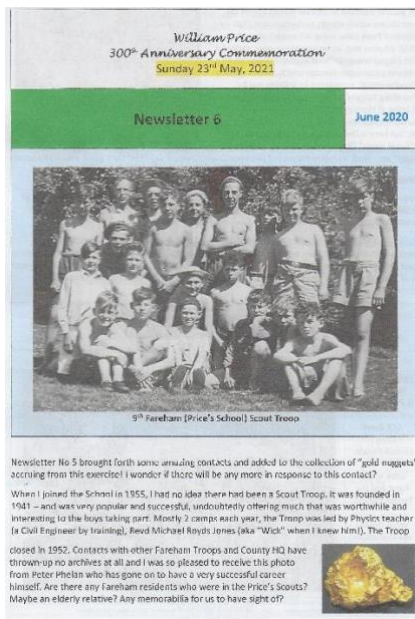 William Price
300th Anniversary Commemoration
Sunday 23rd May, 2021
Newsletter 6
June 2020
9th Fareham (Price's School) Scout Troop
Newsletter No 5 brought forth some amazing contacts and added to the collection of "gold nuggets"
accruing from this exercise! I wonder if there will be any more in response to this contact?
When I joined the School in 1955, I had no idea there had been a Scout Troop. It was founded in
1941 – and was very popular and successful, undoubtedly offering much that was worthwhile and
interesting to the boys taking part. Mostly 2 camps each year, the Troop was led by Physics teacher
(a Civil Engineer by training), Revd Michael Royds Jones (aka "Wick" when I knew him!). The Troop
closed in 1952. Contacts with other Fareham Troops and County HQ have
thrown-up no archives at all and I was so pleased to receive this photo
from Peter Phelan who has gone on to have a very successful career
himself. Are there any Fareham residents who were in the Price's Scouts?
Maybe an elderly relative? Any memorabilia for us to have sight of?